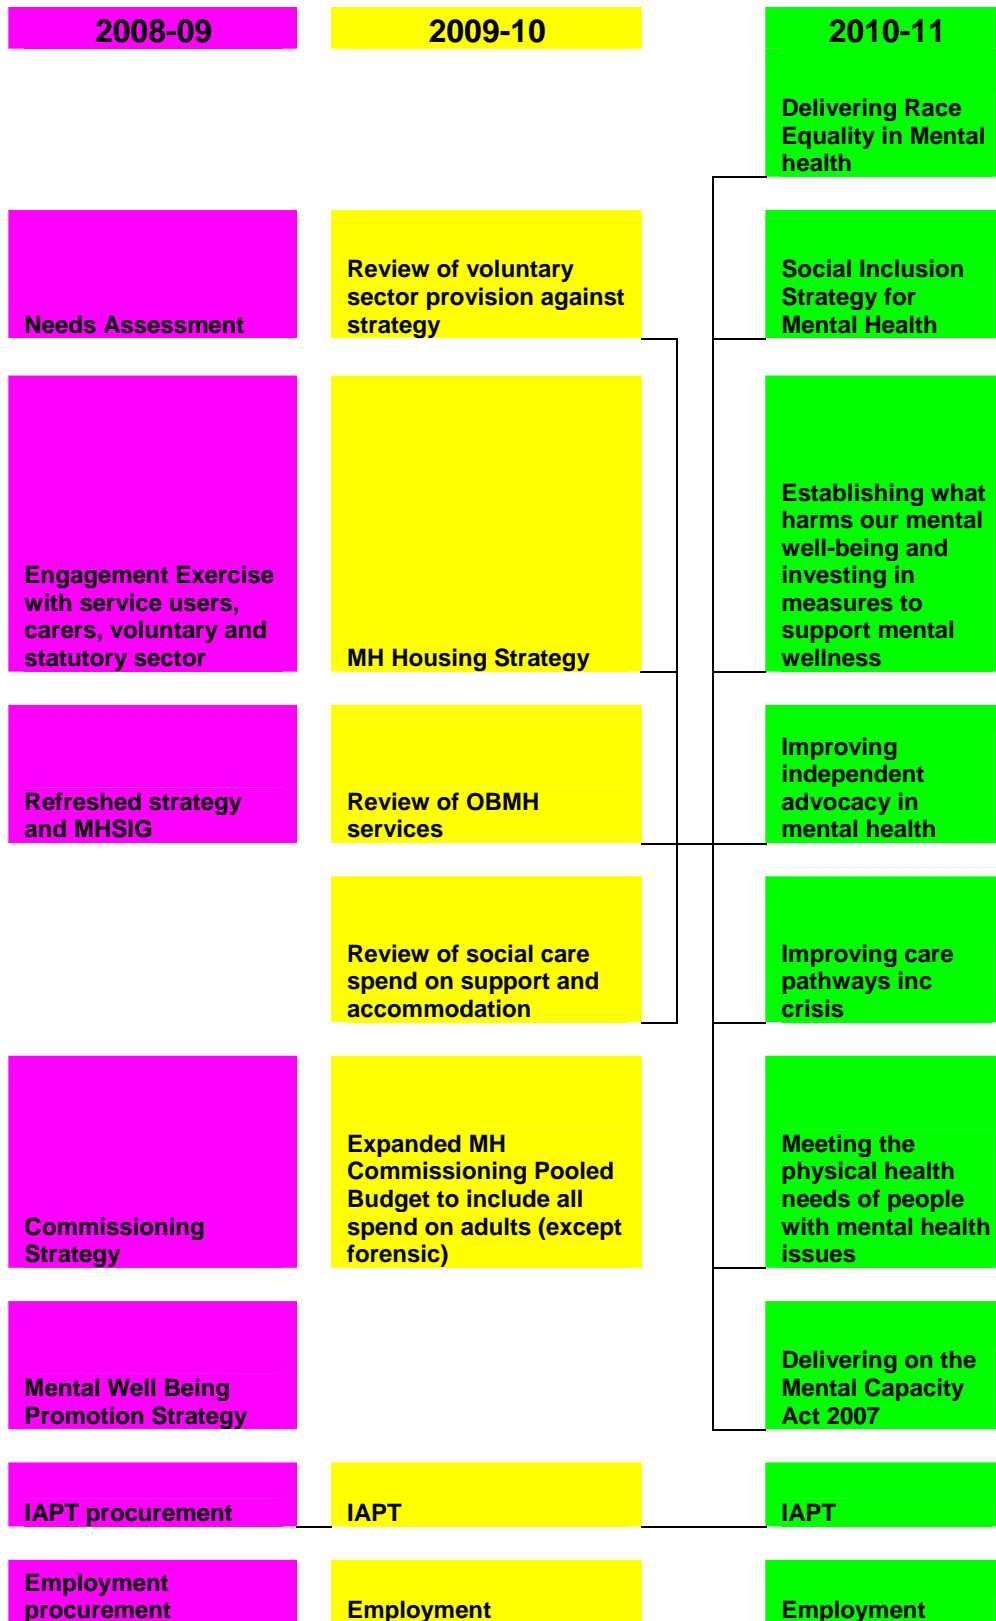 2008-09
2009-10
2010-11
Delivering Race
Equality in Mental
health
Needs Assessment
Review of voluntary
sector provision against
strategy
Social Inclusion
Strategy for
Mental Health
Engagement Exercise
with service users,
carers, voluntary and
statutory sector
MH Housing Strategy
Establishing what
harms our mental
well-being and
investing in
measures to
support mental
wellness
Refreshed strategy
and MHSIG
Review of OBMH
services
Improving
independent
advocacy in
mental health
Review of social care
spend on support and
accommodation
Improving care
pathways inc
crisis
Commissioning
Strategy
Expanded MH
Commissioning Pooled
Budget to include all
spend on adults (except
forensic)
Meeting the
physical health
needs of people
with mental health
issues
Mental Well Being
Promotion Strategy
Delivering on the
Mental Capacity
Act 2007
IAPT procurement
IAPT
IAPT
Employment
procurement
Employment
Employment